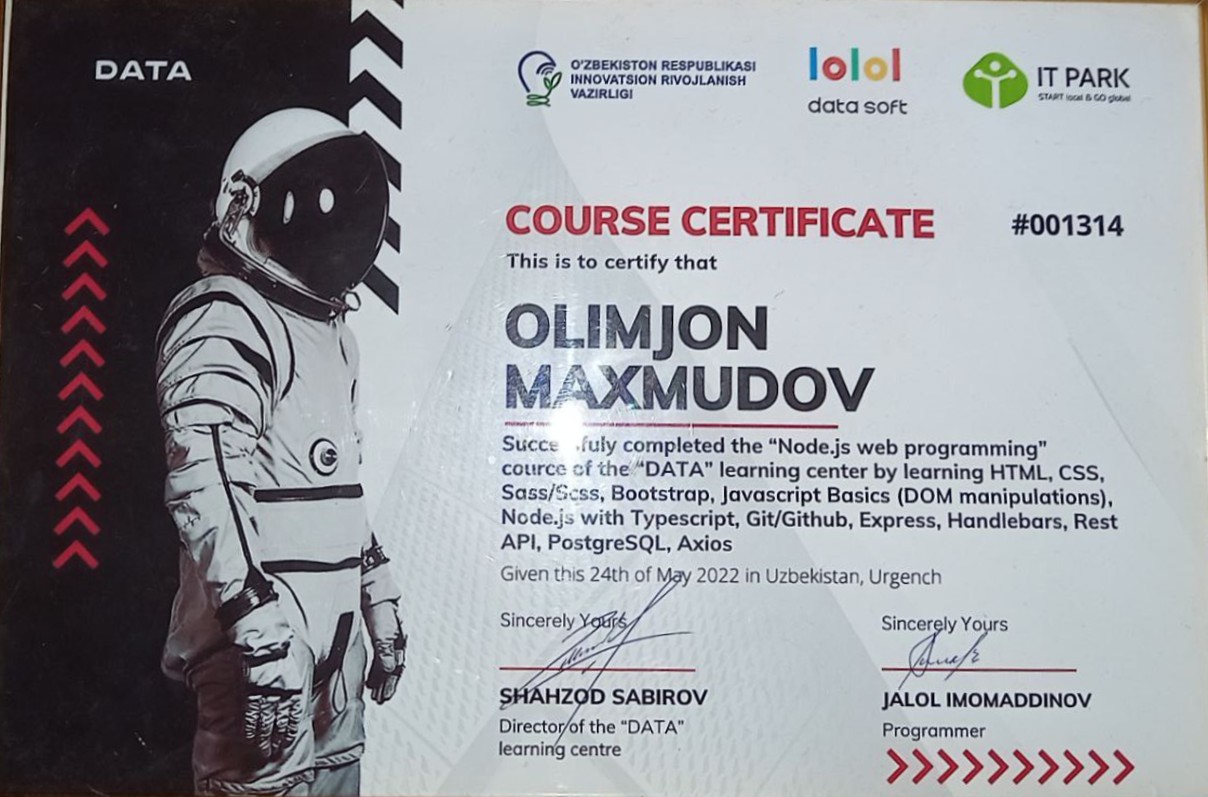 DATA
O'ZBEKISTON RESPUBLIKASI
INNOVATSION RIVOJLANISH
VAZIRLIGI
lolol
data soft
IT PARK
START local & GO global
COURSE CERTIFICATE
#001314
This is to certify that
OLIMJON
MAXMUDOV
fuly completed the “Node.js web programming”
cource of the “DATA” learning center by learning HTML, CSS,
Sass/Scss, Bootstrap, Javascript Basics (DOM manipulations),
Node.js with Typescript, Git/Github, Express, Handlebars, Rest
API, PostgreSQL, Axios
Given this 24th of May 2022 in Uzbekistan, Urgench
Sincerely Yours
SHAHZOD SABIROV
Director of the “DATA”
learning centre
Sincerely Yours
JALOL IMOMADDINOV
Programmer